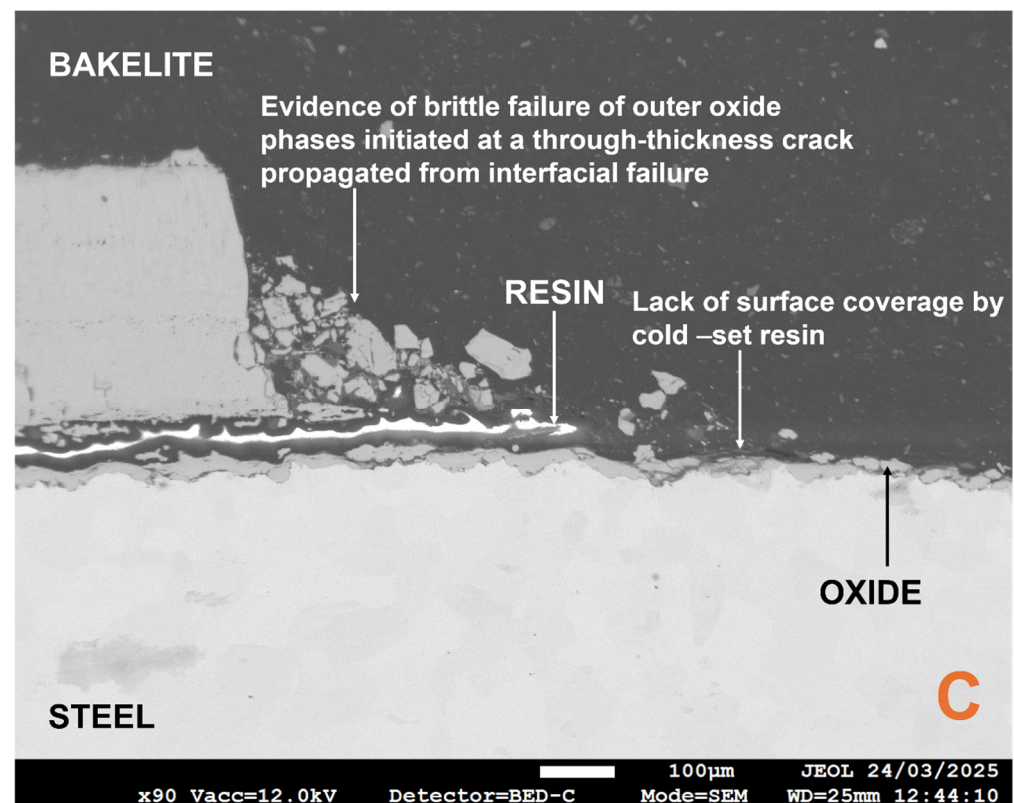 BAKELITE
Evidence of brittle failure of outer oxide
phases initiated at a through-thickness crack
propagated from interfacial failure
RESIN
Lack of surface coverage by
cold –set resin
OXIDE
C
STEEL
100µm JEOL 24/03/2025
x90 Vacc=12.0kV Detector=BED-C Mode=SEM WD=25mm 12:44:10